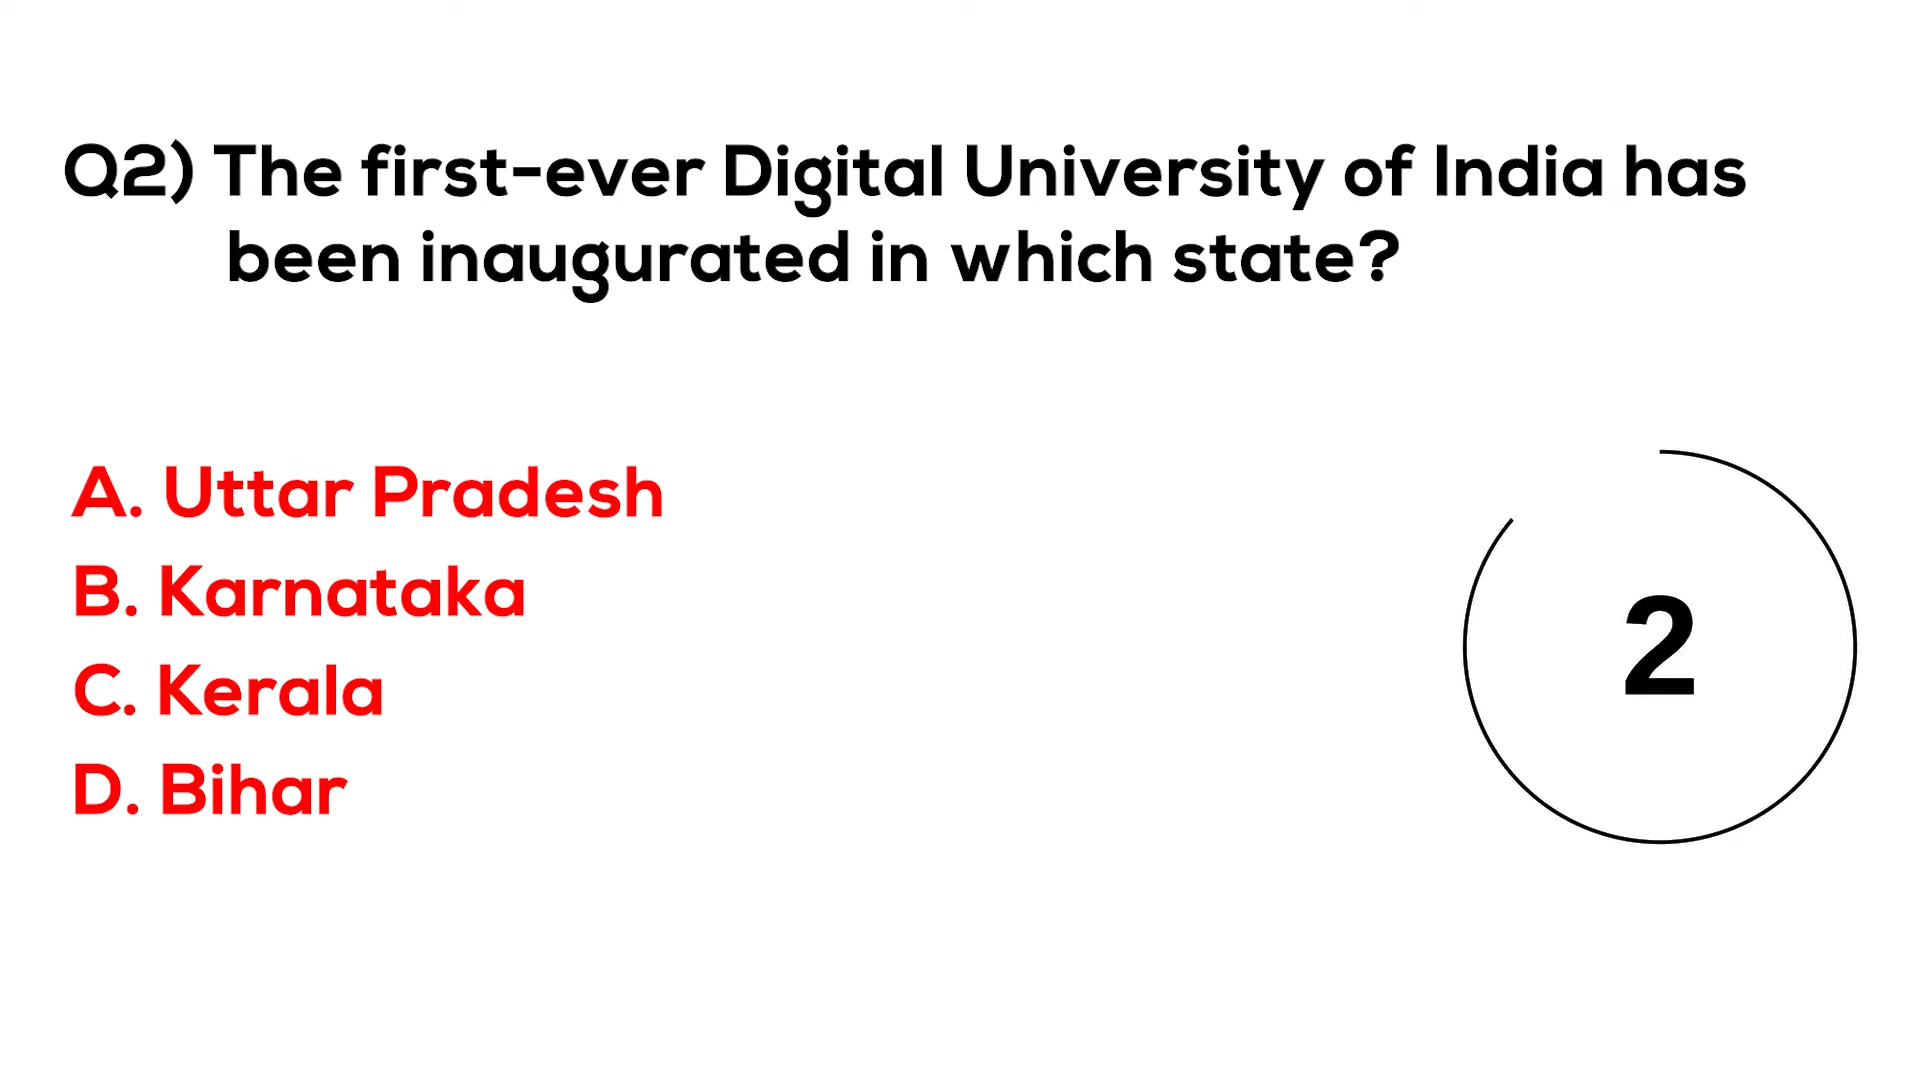 Q2) The first-ever Digital University of India has
been inaugurated in which state?
A. Uttar Pradesh
B. Karnataka
C. Kerala
D. Bihar
2